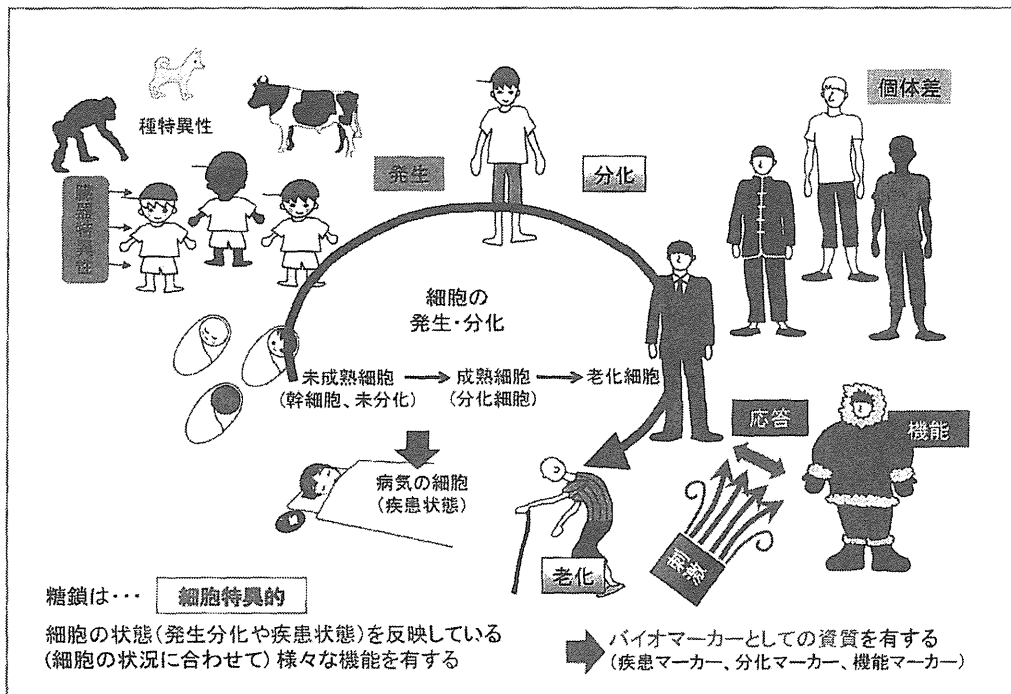 種特異性
個体差
発生
分化
臓器特異性
細胞の
発生・分化
未成熟細胞 → 成熟細胞 → 老化細胞
(幹細胞、未分化) (分化細胞)
応答
機能
病気の細胞
(疾患状態)
刺激
老化
糖鎖は・・・ 細胞特異的
細胞の状態(発生分化や疾患状態)を反映している
(細胞の状況に合わせて) 様々な機能を有する
バイオマーカーとしての資質を有する
(疾患マーカー、分化マーカー、機能マーカー)